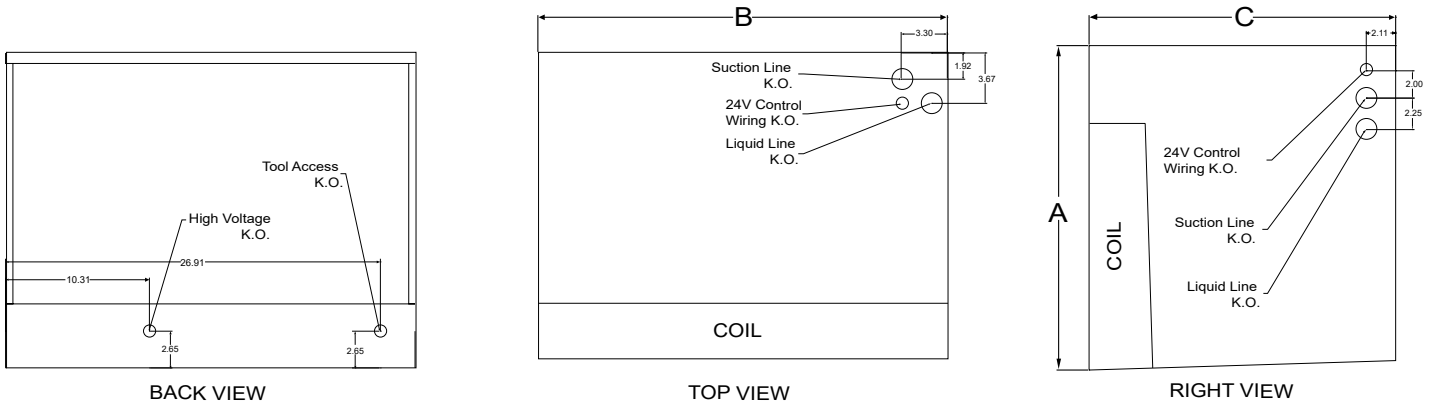 Tool Access
K.O.
High Voltage
K.O.
26.91
10.31
2.65
2.65
BACK VIEW
B
3.30
1.92
3.67
Suction Line
K.O.
24V Control
Wiring K.O.
Liquid Line
K.O.
COIL
TOP VIEW
C
2.11
2.00
2.25
24V Control
Wiring K.O.
A
Suction Line
K.O.
COIL
Liquid Line
K.O.
RIGHT VIEW